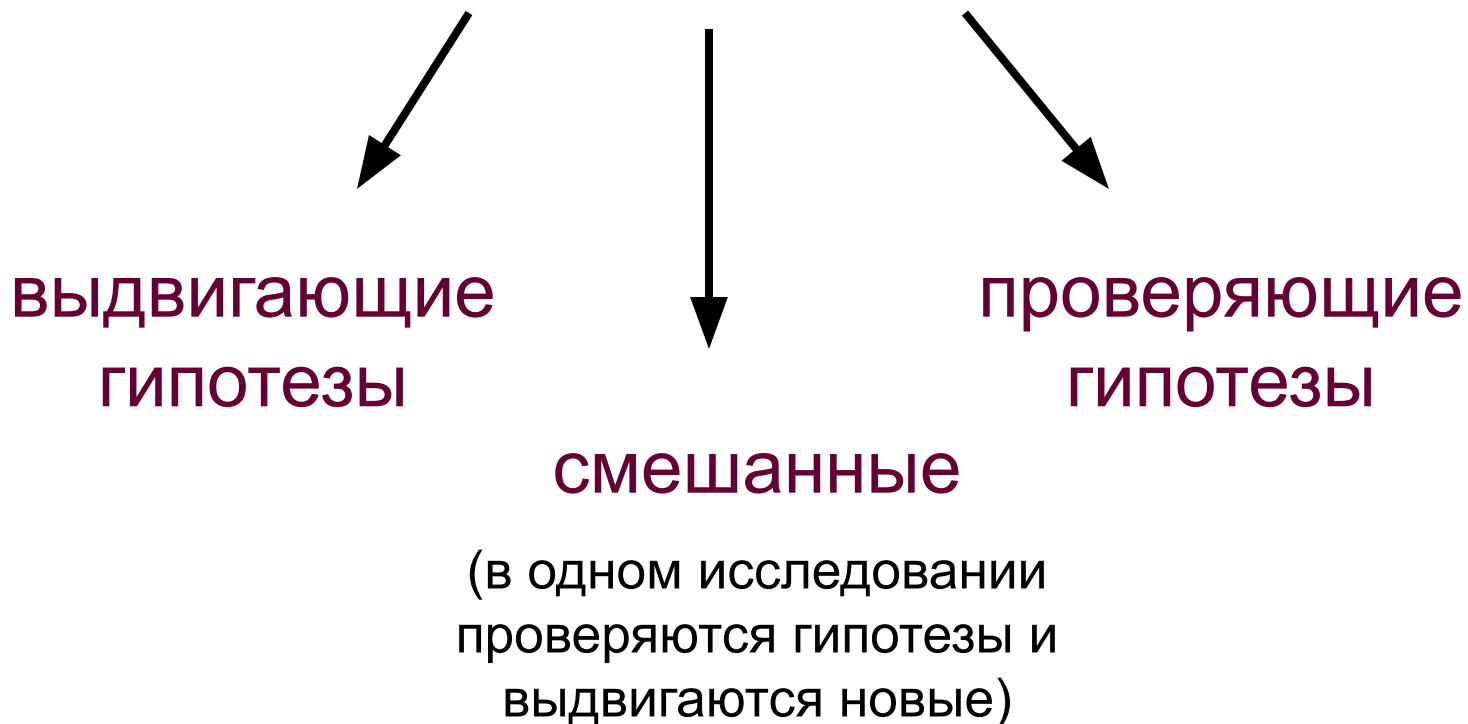 выдвигающие
гипотезы
проверяющие
гипотезы
смешанные
(в одном исследовании
проверяются гипотезы и
выдвигаются новые)